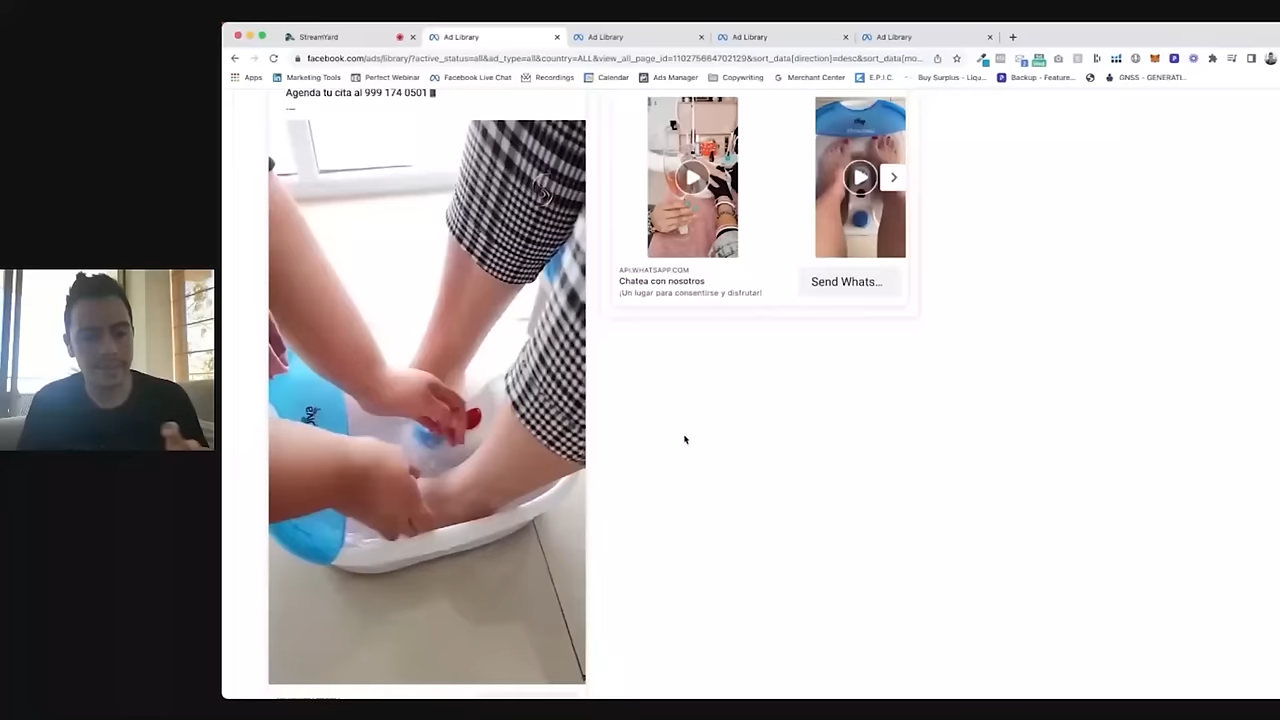 StreamYard
Ad Library
Ad Library
Ad Library
Ad Library
facebook.com/ads/library/?active_status=all&ad_type=all&country=ALL&view_all_page_id=110275664702129&sort_data[direction]=desc&sort_data[mo...
Apps
Marketing Tools
Perfect Webinar
Facebook Live Chat
Recordings
Calendar
Ads Manager
Copywriting
Merchant Center
E.P.I.C.
Buy Surplus - Liqu...
Backup - Feature...
GNSS - GENERATI...
Agenda tu cita al 999 174 0501
API.WHATSAPP.COM
Chatea con nosotros
¡Un lugar para consentirse y disfrutar!
Send Whats...